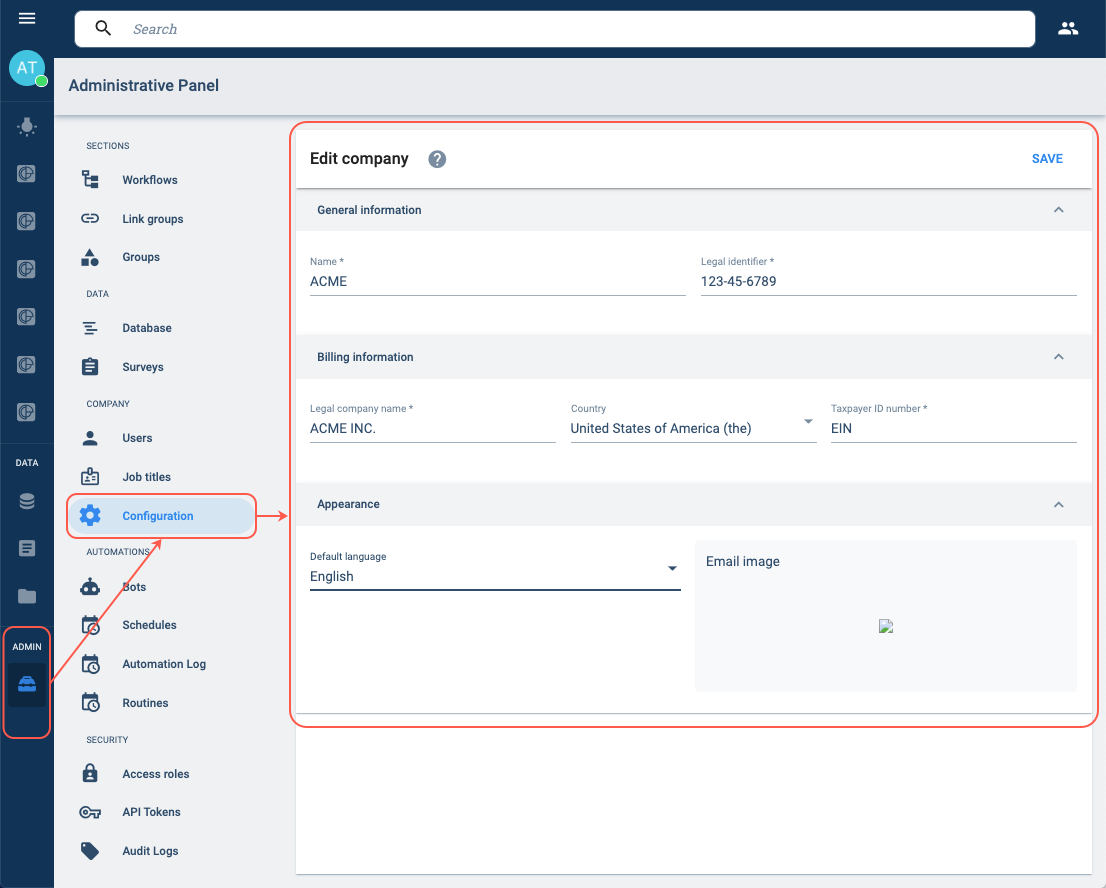 Search
AT
Administrative Panel
SECTIONS
Workflows
Link groups
Groups
DATA
Database
Surveys
COMPANY
Users
Job titles
Configuration
AUTOMATIONS
Bots
Schedules
Automation Log
Routines
SECURITY
Access roles
API Tokens
Audit Logs
DATA
ADMIN
Edit company ?
SAVE
General information
Name * Legal identifier *
ACME 123-45-6789
Billing information
Legal company name * Country Taxpayer ID number *
ACME INC. United States of America (the) EIN
Appearance
Default language
English
Email image